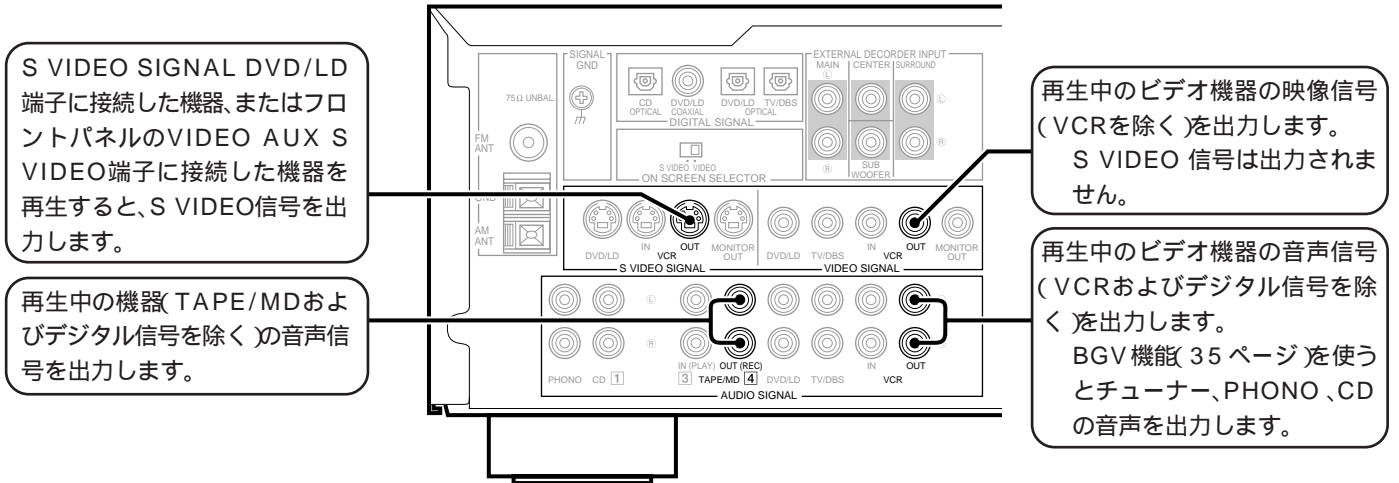 S VIDEO SIGNAL DVD/LD
端子に接続した機器、またはフロ
ントパネルのVIDEO AUX S
VIDEO端子に接続した機器を
再生すると、S VIDEO信号を出
力します。
再生中の機器(TAPE/MDおよ
びデジタル信号を除く)の音声信
号を出力します。
SIGNAL
GND
75Ω UNBAL.
FM
ANT
GND
AM
ANT
CD
OPTICAL
DVD/LD
COAXIAL
DVD/LD
TV/DBS
OPTICAL
DIGITAL SIGNAL
S VIDEO VIDEO
ON SCREEN SELECTOR
EXTERNAL DECORDER INPUT
MAIN
CENTER
SURROUND
L
L
R
R
SUB
WOOFER
DVD/LD
IN
OUT
VCR
MONITOR
OUT
S VIDEO SIGNAL
DVD/LD
TV/DBS
IN
OUT
VCR
MONITOR
OUT
VIDEO SIGNAL
L
R
PHONO
CD 1
IN (PLAY)
OUT (REC)
3 TAPE/MD 4
DVD/LD
TV/DBS
IN
OUT
VCR
AUDIO SIGNAL
再生中のビデオ機器の映像信号
(VCRを除く)を出力します。
S VIDEO 信号は出力されま
せん。
再生中のビデオ機器の音声信号
(VCRおよびデジタル信号を除
く)を出力します。
BGV機能(35ページ)を使う
とチューナー、PHONO、CD
の音声を出力します。